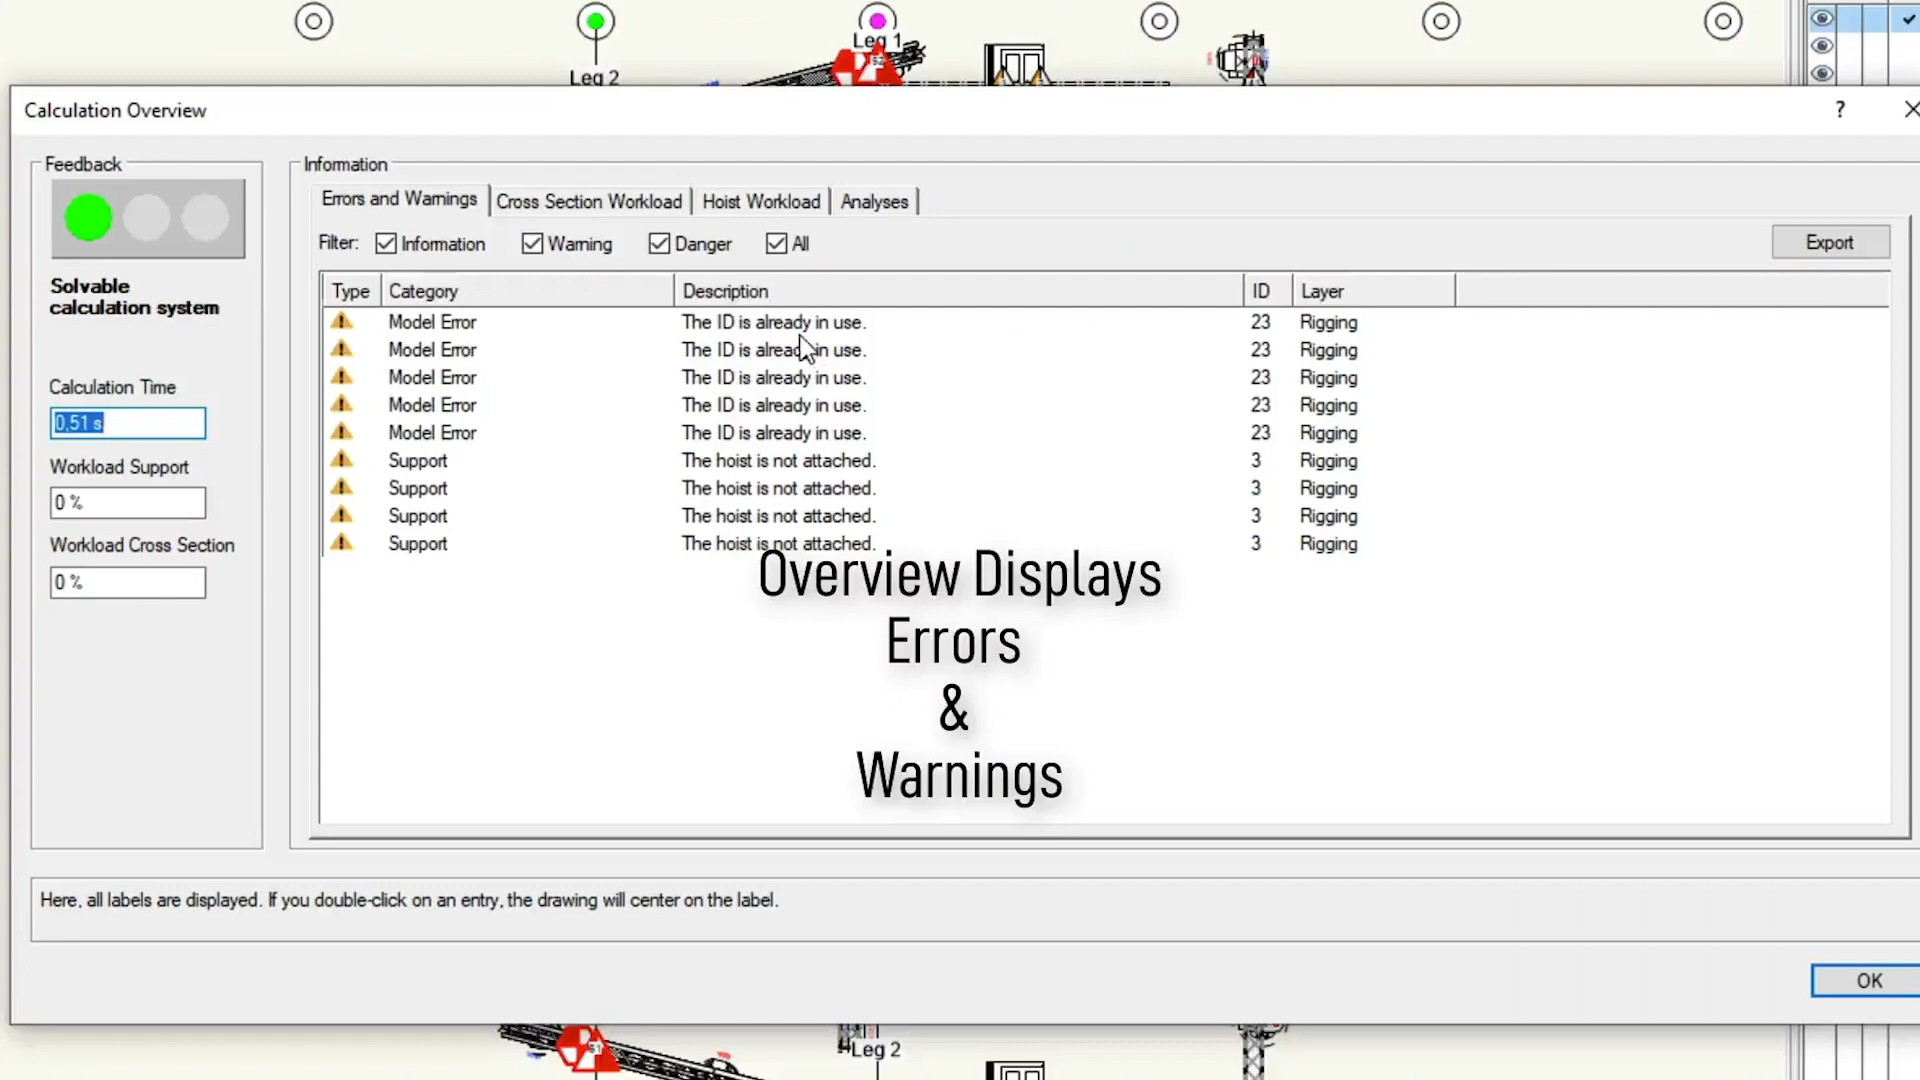 Leg 1
Leg 2
Calculation Overview
?
Feedback
Solvable
calculation system
Calculation Time
0,51 s
Workload Support
0 %
Workload Cross Section
0 %
Information
Errors and Warnings Cross Section Workload Hoist Workload Analyses
Filter: Information Warning Danger All Export
Type Category Description ID Layer
Model Error The ID is already in use. 23 Rigging
Model Error The ID is already in use. 23 Rigging
Model Error The ID is already in use. 23 Rigging
Model Error The ID is already in use. 23 Rigging
Model Error The ID is already in use. 23 Rigging
Support The hoist is not attached. 3 Rigging
Support The hoist is not attached. 3 Rigging
Support The hoist is not attached. 3 Rigging
Support The hoist is not attached. 3 Rigging
Overview Displays
Errors
&
Warnings
Here, all labels are displayed. If you double-click on an entry, the drawing will center on the label.
OK
Leg 2